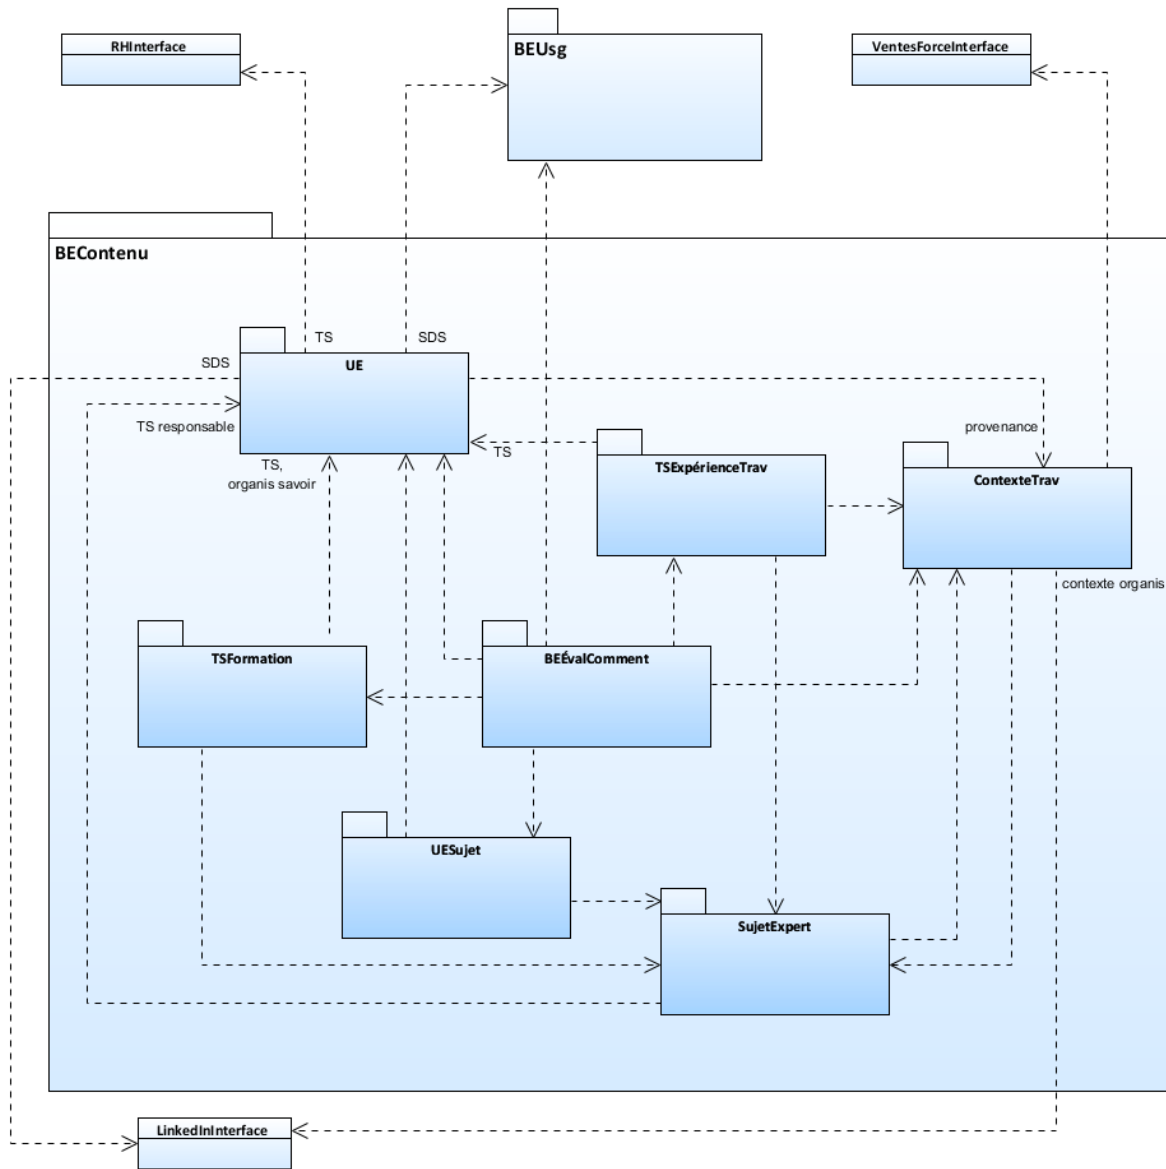 RHInterface
BEUsg
VentesForceInterface
BEContenu
TS
SDS
SDS
UE
TS responsable
provenance
TS
TS,
organis savoir
TSExpérienceTrav
ContexteTrav
contexte organis
TSFormation
BEÉvalComment
UESujet
SujetExpert
LinkedInInterface